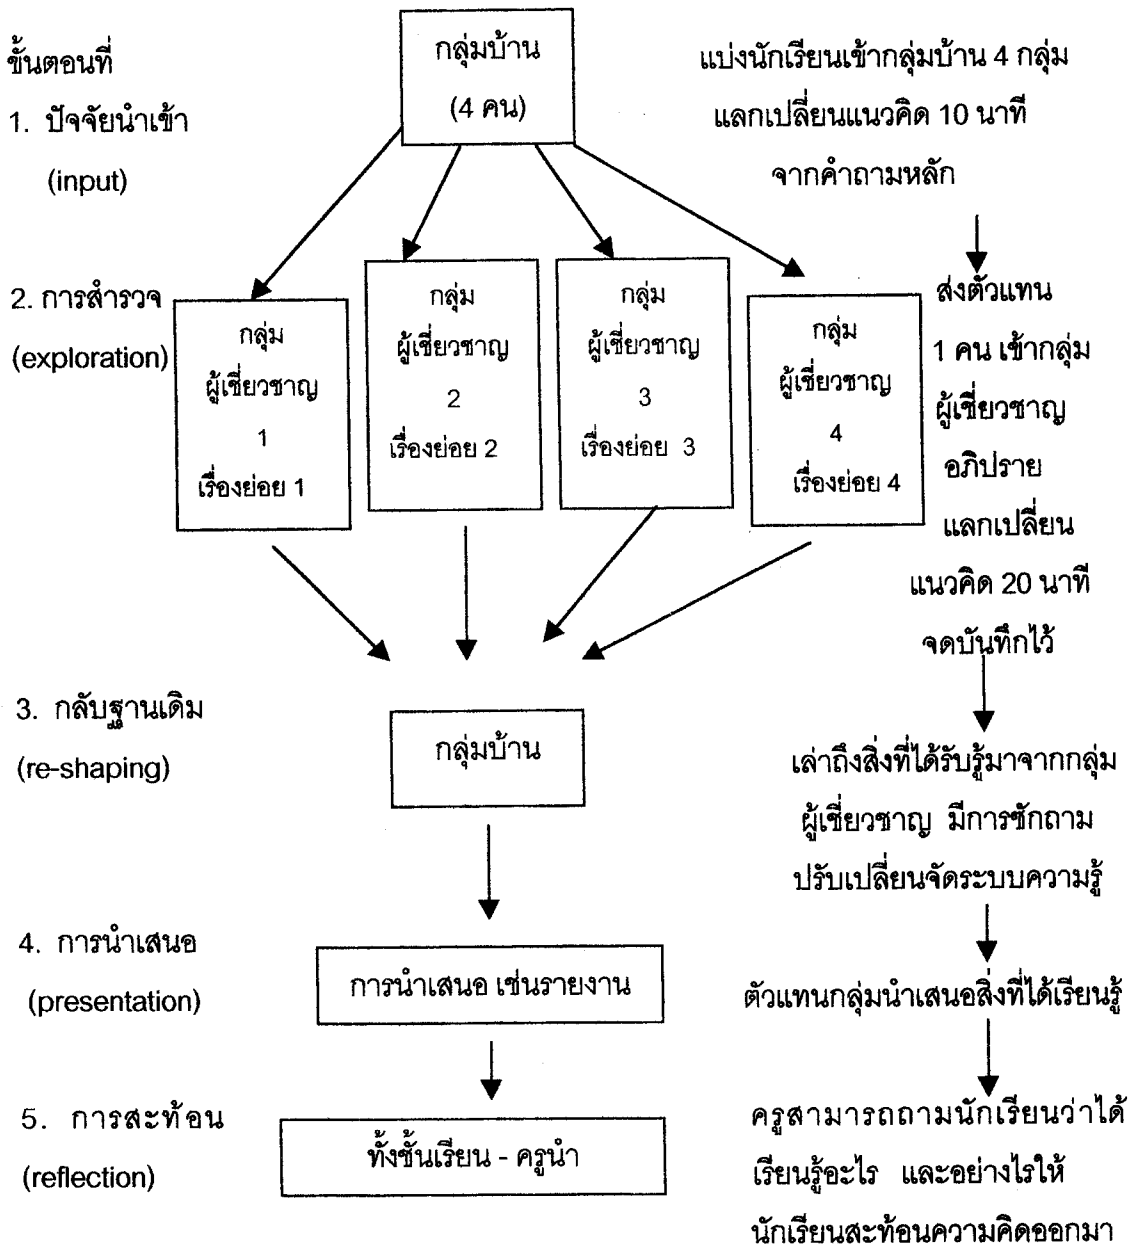 ขั้นตอนที่
1. ปัจจัยนำเข้า
(input)
กลุ่มบ้าน
(4 คน)
แบ่งนักเรียนเข้ากลุ่มบ้าน 4 กลุ่ม
แลกเปลี่ยนแนวคิด 10 นาที
จากคำถามหลัก
2. การสำรวจ
(exploration)
กลุ่ม
ผู้เชี่ยวชาญ
1
เรื่องย่อย 1
กลุ่ม
ผู้เชี่ยวชาญ
2
เรื่องย่อย 2
กลุ่ม
ผู้เชี่ยวชาญ
3
เรื่องย่อย 3
กลุ่ม
ผู้เชี่ยวชาญ
4
เรื่องย่อย 4
ส่งตัวแทน
1 คน เข้ากลุ่ม
ผู้เชี่ยวชาญ
อภิปราย
แลกเปลี่ยน
แนวคิด 20 นาที
จดบันทึกไว้
3. กลับฐานเดิม
(re-shaping)
กลุ่มบ้าน
เล่าถึงสิ่งที่ได้รับรู้มาจากกลุ่ม
ผู้เชี่ยวชาญ มีการซักถาม
ปรับเปลี่ยนจัดระบบความรู้
4. การนำเสนอ
(presentation)
การนำเสนอ เช่นรายงาน
ตัวแทนกลุ่มนำเสนอสิ่งที่ได้เรียนรู้
5. การสะท้อน
(reflection)
ทั้งชั้นเรียน - ครูนำ
ครูสามารถถามนักเรียนว่าได้
เรียนรู้อะไร และอย่างไรให้
นักเรียนสะท้อนความคิดออกมา